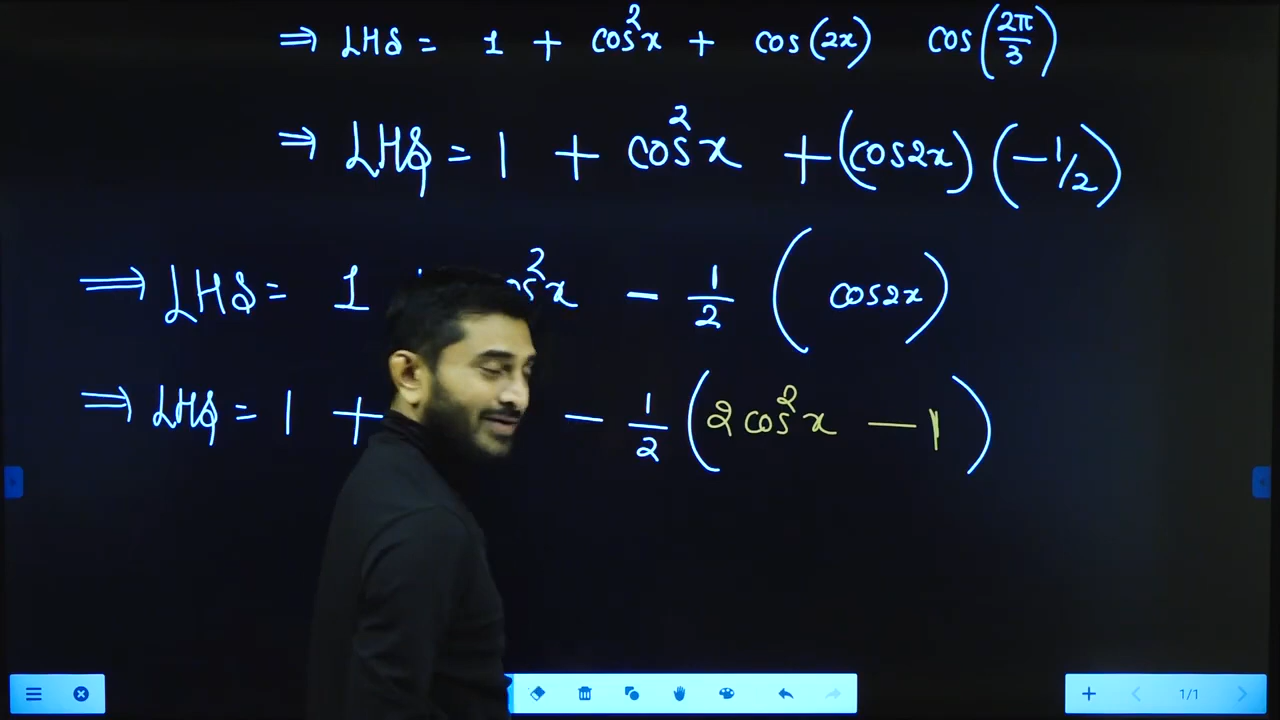 ⇒ LHS = 1 + cos²x + cos(2x) cos(2π/3)
⇒ LHS = 1 + cos²x + (cos2x) (-1/2)
⇒ LHS = 1 ²x - 1/2 (cos2x)
⇒ LHS = 1 + - 1/2 (2cos²x - 1)
1/1